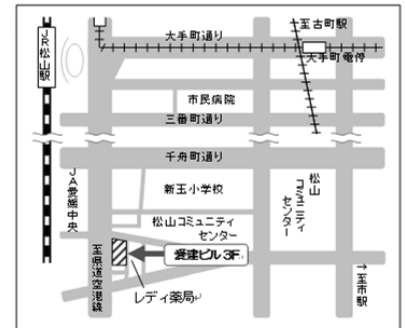 大手町通り
至古町駅
大手町電停
JR松山駅
市民病院
三番町通り
千舟町通り
JA愛媛中央
新玉小学校
松山コミュニティセンター
松山コミュニティ
センター
愛建ビル 3F
至県道空港線
レディ薬局
→至市駅